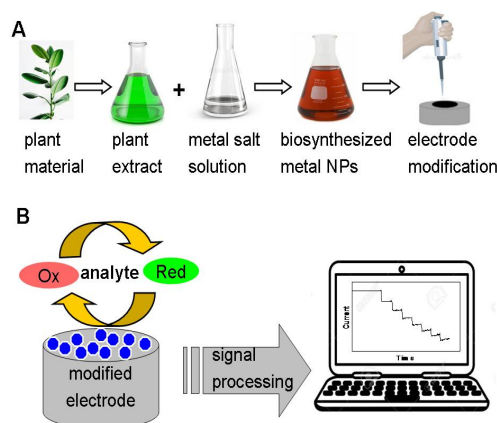 A
+
plant material
plant extract
metal salt solution
biosynthesized metal NPs
electrode modification
B
Ox
analyte
Red
modified electrode
signal processing
Current
Time